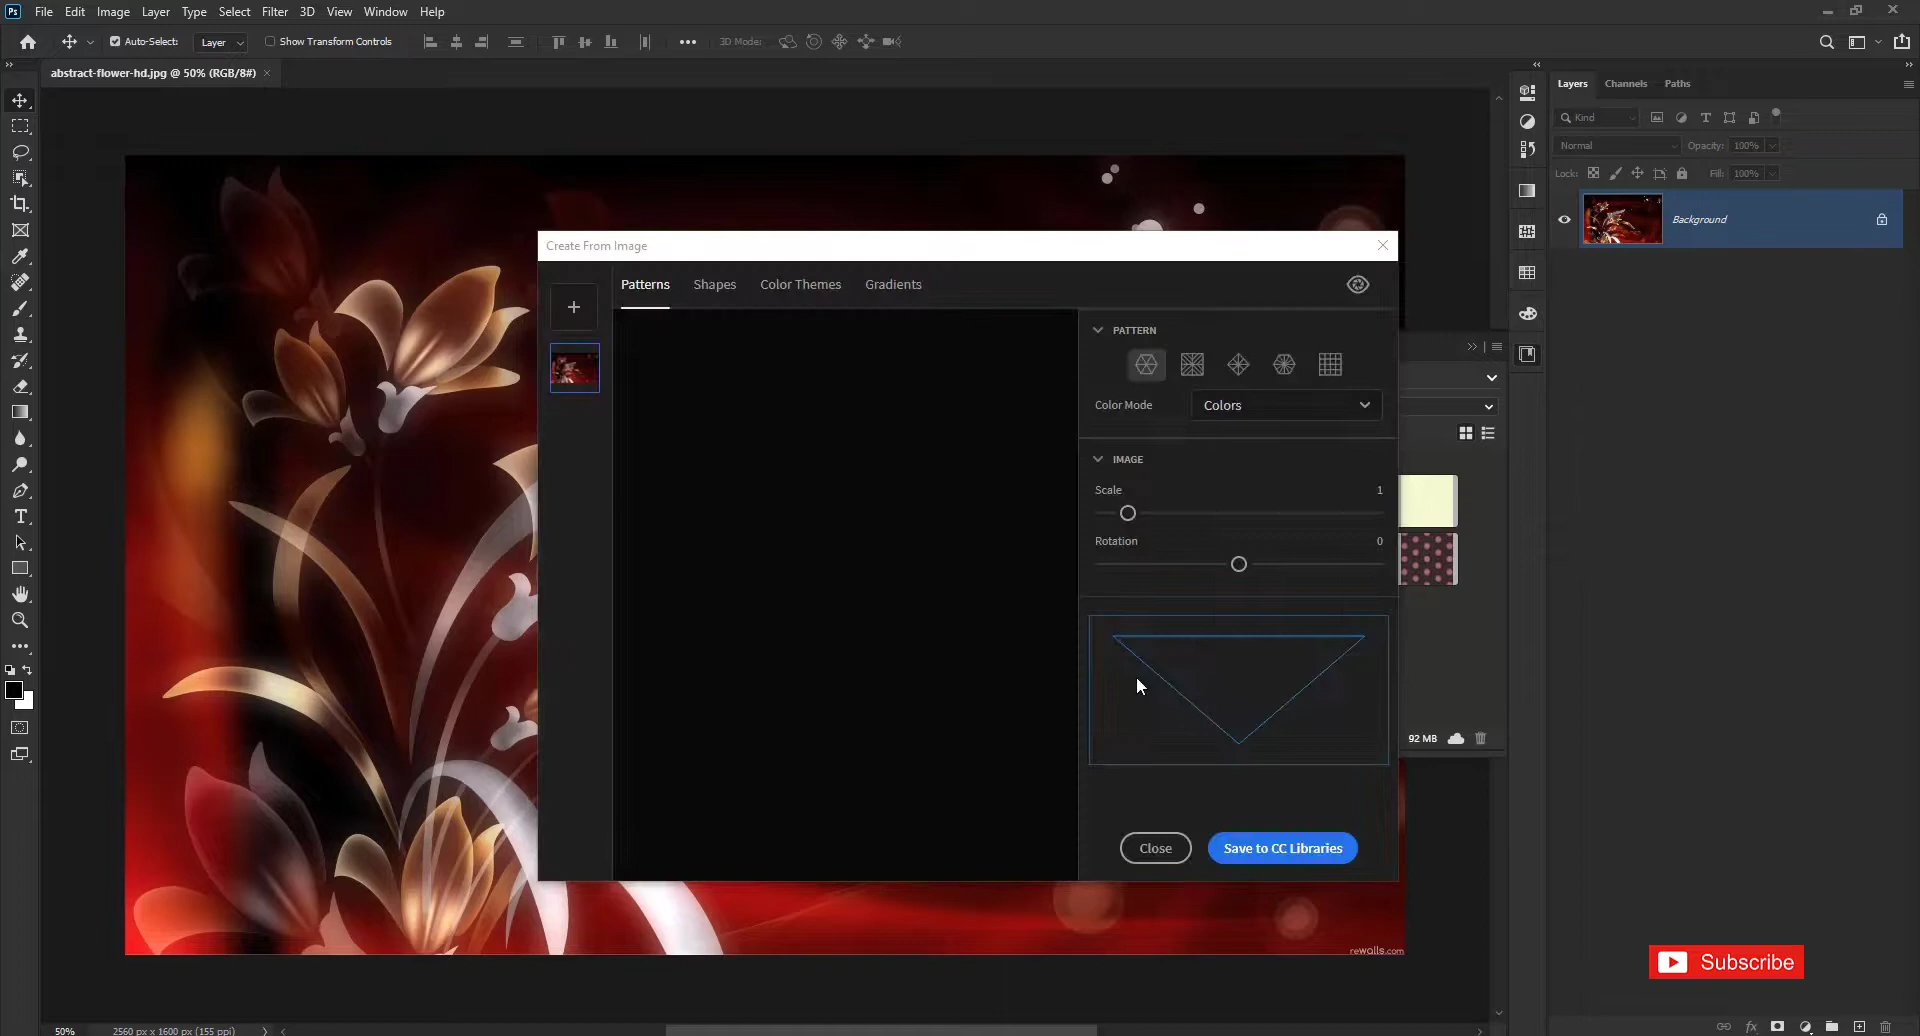 Ps File Edit Image Layer Type Select Filter 3D View Window Help
Auto-Select: Layer Show Transform Controls 3D Mode:
abstract-flower-hd.jpg @ 50% (RGB/8#)
Layers Channels Paths
Kind
Normal Opacity: 100%
Lock: Fill: 100%
Background
Create From Image
Patterns Shapes Color Themes Gradients
PATTERN
Color Mode Colors
IMAGE
Scale 1
Rotation 0
92 MB
Close Save to CC Libraries
rewalls.com
Subscribe
50% 2560 px x 1600 px (155 ppi)